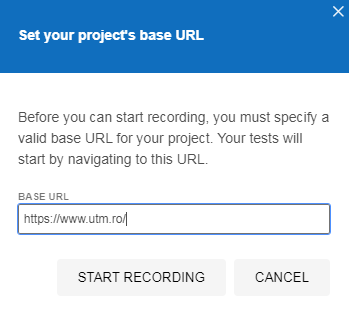 Set your project's base URL
Before you can start recording, you must specify a
valid base URL for your project. Your tests will
start by navigating to this URL.
BASE URL
https://www.utm.ro/
START RECORDING
CANCEL